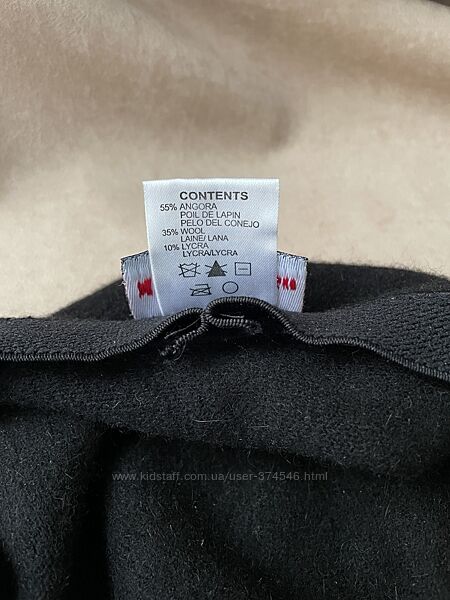 CONTENTS
55% ANGORA
POIL DE LAPIN
PELO DEL CONEJO
35% WOOL
LAINE/ LANA
10% LYCRA
LYCRA/LYCRA
www.kidstaff.com.ua/user-374546.html